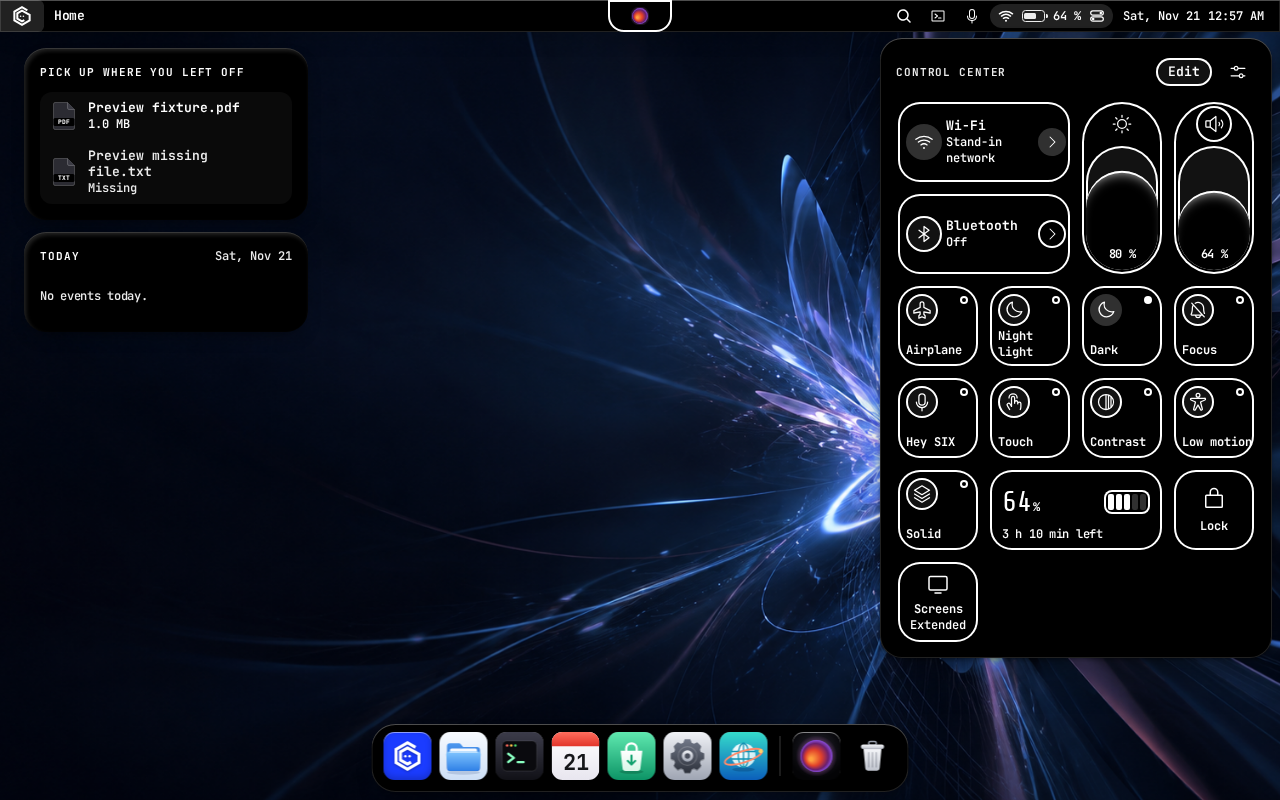 Home
64 %
Sat, Nov 21 12:57 AM
PICK UP WHERE YOU LEFT OFF
PDF
Preview fixture.pdf
1.0 MB
TXT
Preview missing
file.txt
Missing
TODAY
Sat, Nov 21
No events today.
CONTROL CENTER
Edit
Wi-Fi
Stand-in
network
Bluetooth
Off
80 %
64 %
Airplane
Night
light
Dark
Focus
Hey SIX
Touch
Contrast
Low motion
Solid
64%
3 h 10 min left
Lock
Screens
Extended
21